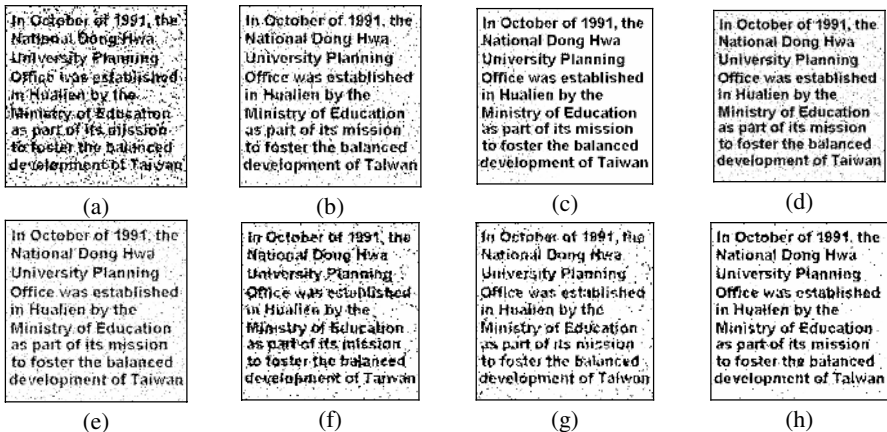 In October of 1991, the
National Dong Hwa
University Planning
Office was established
in Hualien by the
Ministry of Education
as part of its mission
to foster the balanced
development of Taiwan
(a)
In October of 1991, the
National Dong Hwa
University Planning
Office was established
in Hualien by the
Ministry of Education
as part of its mission
to foster the balanced
development of Taiwan
(b)
In October of 1991, the
National Dong Hwa
University Planning
Office was established
in Hualien by the
Ministry of Education
as part of its mission
to foster the balanced
development of Taiwan
(c)
In October of 1991, the
National Dong Hwa
University Planning
Office was established
in Hualien by the
Ministry of Education
as part of its mission
to foster the balanced
development of Taiwan
(d)
In October of 1991, the
National Dong Hwa
University Planning
Office was established
in Hualien by the
Ministry of Education
as part of its mission
to foster the balanced
development of Taiwan
(e)
In October of 1991, the
National Dong Hwa
University Planning
Office was established
in Hualien by the
Ministry of Education
as part of its mission
to foster the balanced
development of Taiwan
(f)
In October of 1991, the
National Dong Hwa
University Planning
Office was established
in Hualien by the
Ministry of Education
as part of its mission
to foster the balanced
development of Taiwan
(g)
In October of 1991, the
National Dong Hwa
University Planning
Office was established
in Hualien by the
Ministry of Education
as part of its mission
to foster the balanced
development of Taiwan
(h)